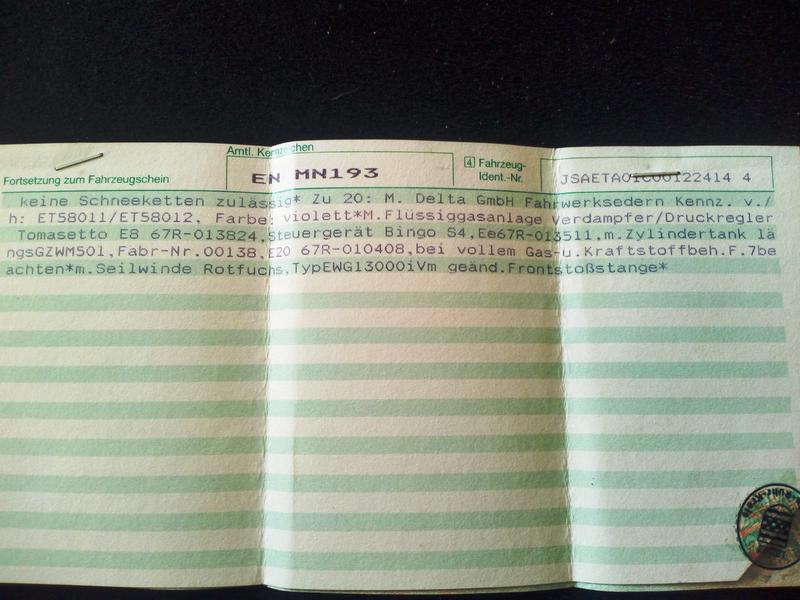 Amtl. Kennzeichen
Fortsetzung zum Fahrzeugschein
EN MN193
4 Fahrzeug-
Ident.-Nr.
22414 4
keine Schneeketten zulässig* Zu 20: M. Delta GmbH Fahrwerksedern Kennz. v./
h: ET58011/ET58012, Farbe: violett*M.Flüssiggasanlage Verdampfer/Druckregler
Tomasetto E8 67R-013824,Steuergerät Bingo S4,Ee67R-013511,m.Zylindertank lä
ngsGZWM501,Fabr-Nr.00138,E20 67R-010408,bei vollem Gas-u.Kraftstoffbeh.F.7be
achten*m.Seilwinde Rotfuchs,TypEWG13000iVm geänd.Frontstoßstange*